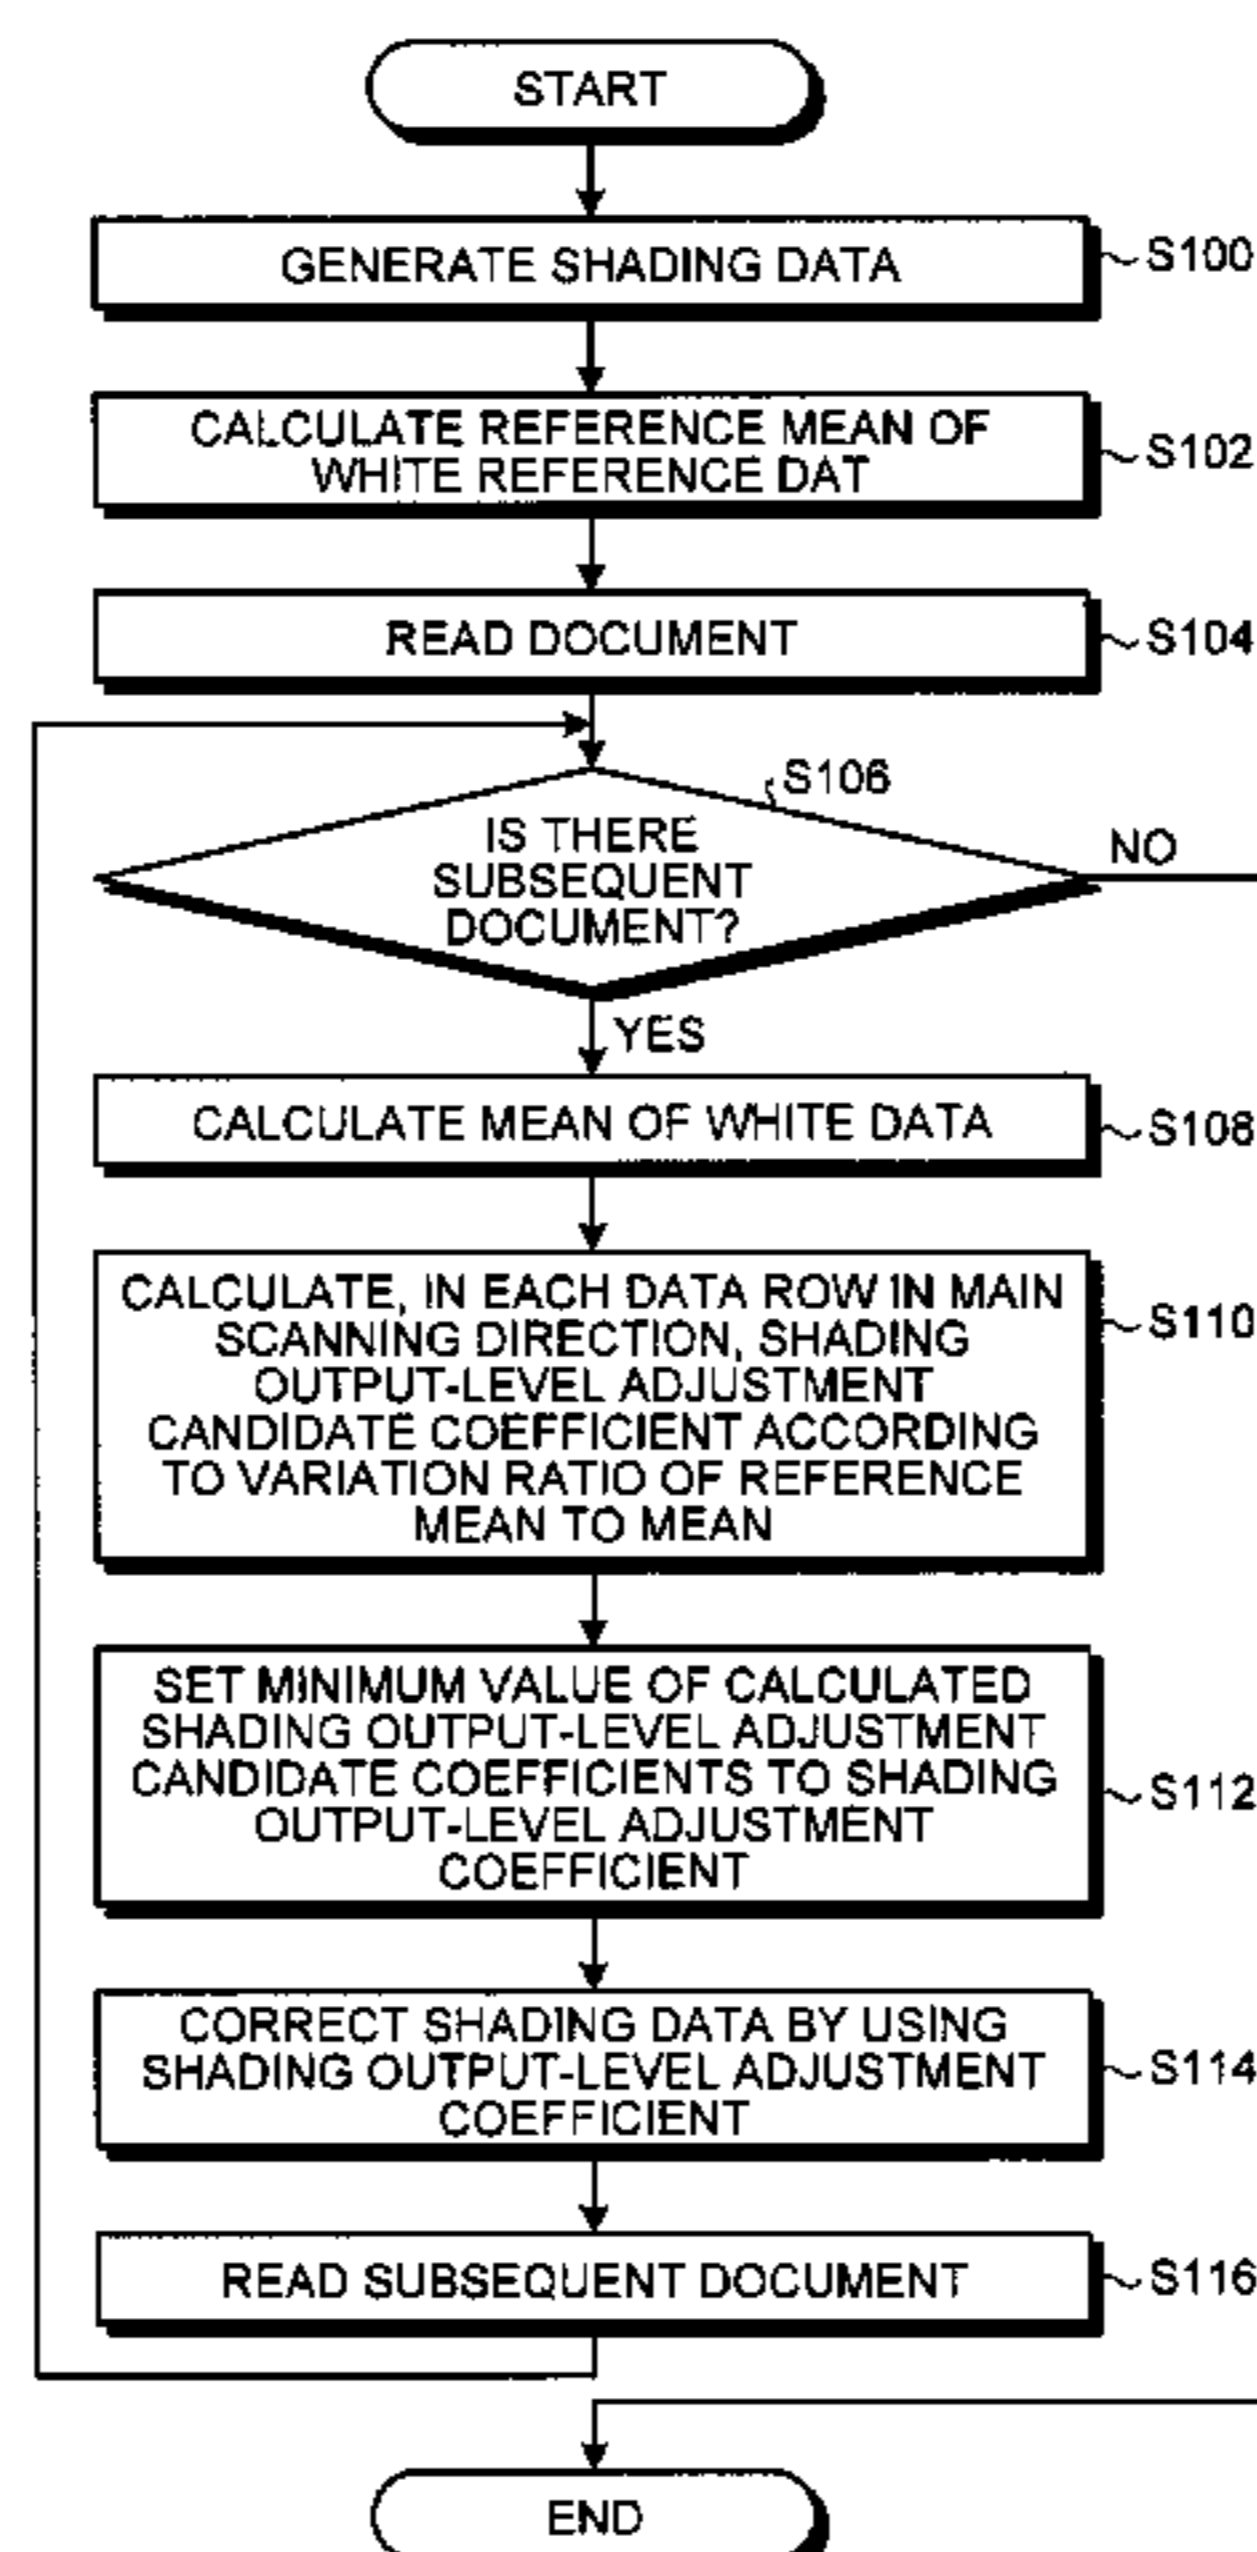 START
GENERATE SHADING DATA
S100
CALCULATE REFERENCE MEAN OF
WHITE REFERENCE DAT
S102
READ DOCUMENT
S104
S106
IS THERE
SUBSEQUENT
DOCUMENT?
NO
YES
CALCULATE MEAN OF WHITE DATA
S108
CALCULATE, IN EACH DATA ROW IN MAIN
SCANNING DIRECTION, SHADING
OUTPUT-LEVEL ADJUSTMENT
CANDIDATE COEFFICIENT ACCORDING
TO VARIATION RATIO OF REFERENCE
MEAN TO MEAN
S110
SET MINIMUM VALUE OF CALCULATED
SHADING OUTPUT-LEVEL ADJUSTMENT
CANDIDATE COEFFICIENTS TO SHADING
OUTPUT-LEVEL ADJUSTMENT
COEFFICIENT
S112
CORRECT SHADING DATA BY USING
SHADING OUTPUT-LEVEL ADJUSTMENT
COEFFICIENT
S114
READ SUBSEQUENT DOCUMENT
S116
END